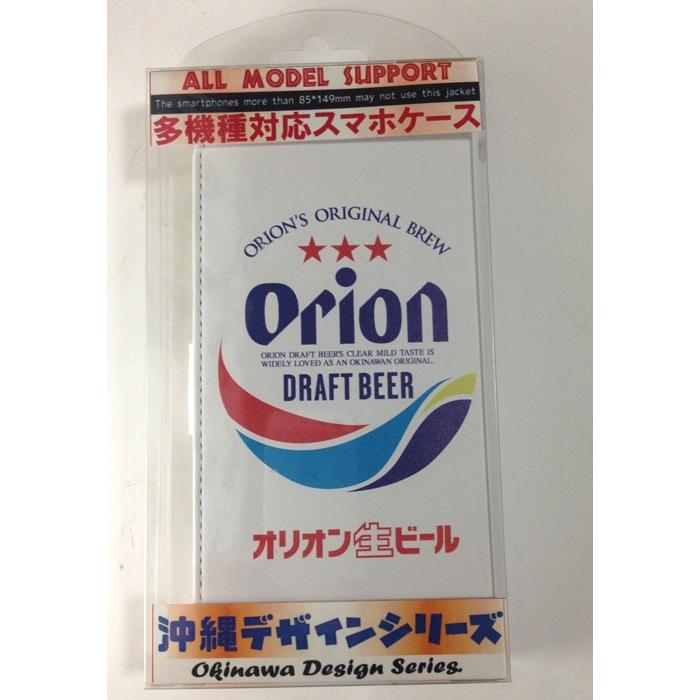 ALL MODEL SUPPORT
The smartphones more than 85*149mm may not use this jacket
多機種対応スマホケース
ORION'S ORIGINAL BREW
Orion
ORION DRAFT BEER'S CLEAR MILD TASTE IS
WIDELY LOVED AS AN OKINAWAN ORIGINAL.
DRAFT BEER
オリオン生ビール
沖縄デザインシリーズ
Okinawa Design Series.